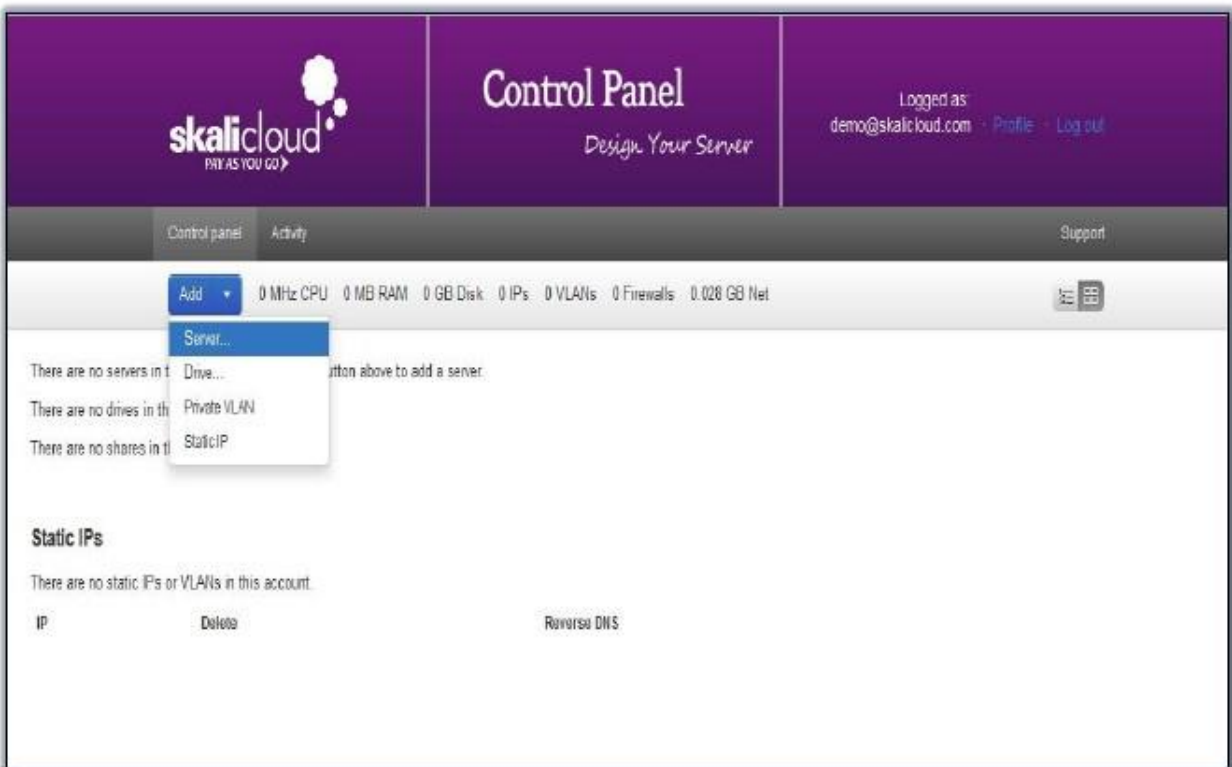 skalicloud
PAY AS YOU GO
Control Panel
Design Your Server
Logged as:
demo@skalicloud.com · Profile · Log out
Control panel Activity Support
Add 0 MHz CPU 0 MB RAM 0 GB Disk 0 IPs 0 VLANs 0 Firewalls 0.028 GB Net
Server...
Drive...
Private VLAN
Static IP
There are no servers in t utton above to add a server.
There are no drives in th
There are no shares in t
Static IPs
There are no static IPs or VLANs in this account.
IP Delete Reverse DNS